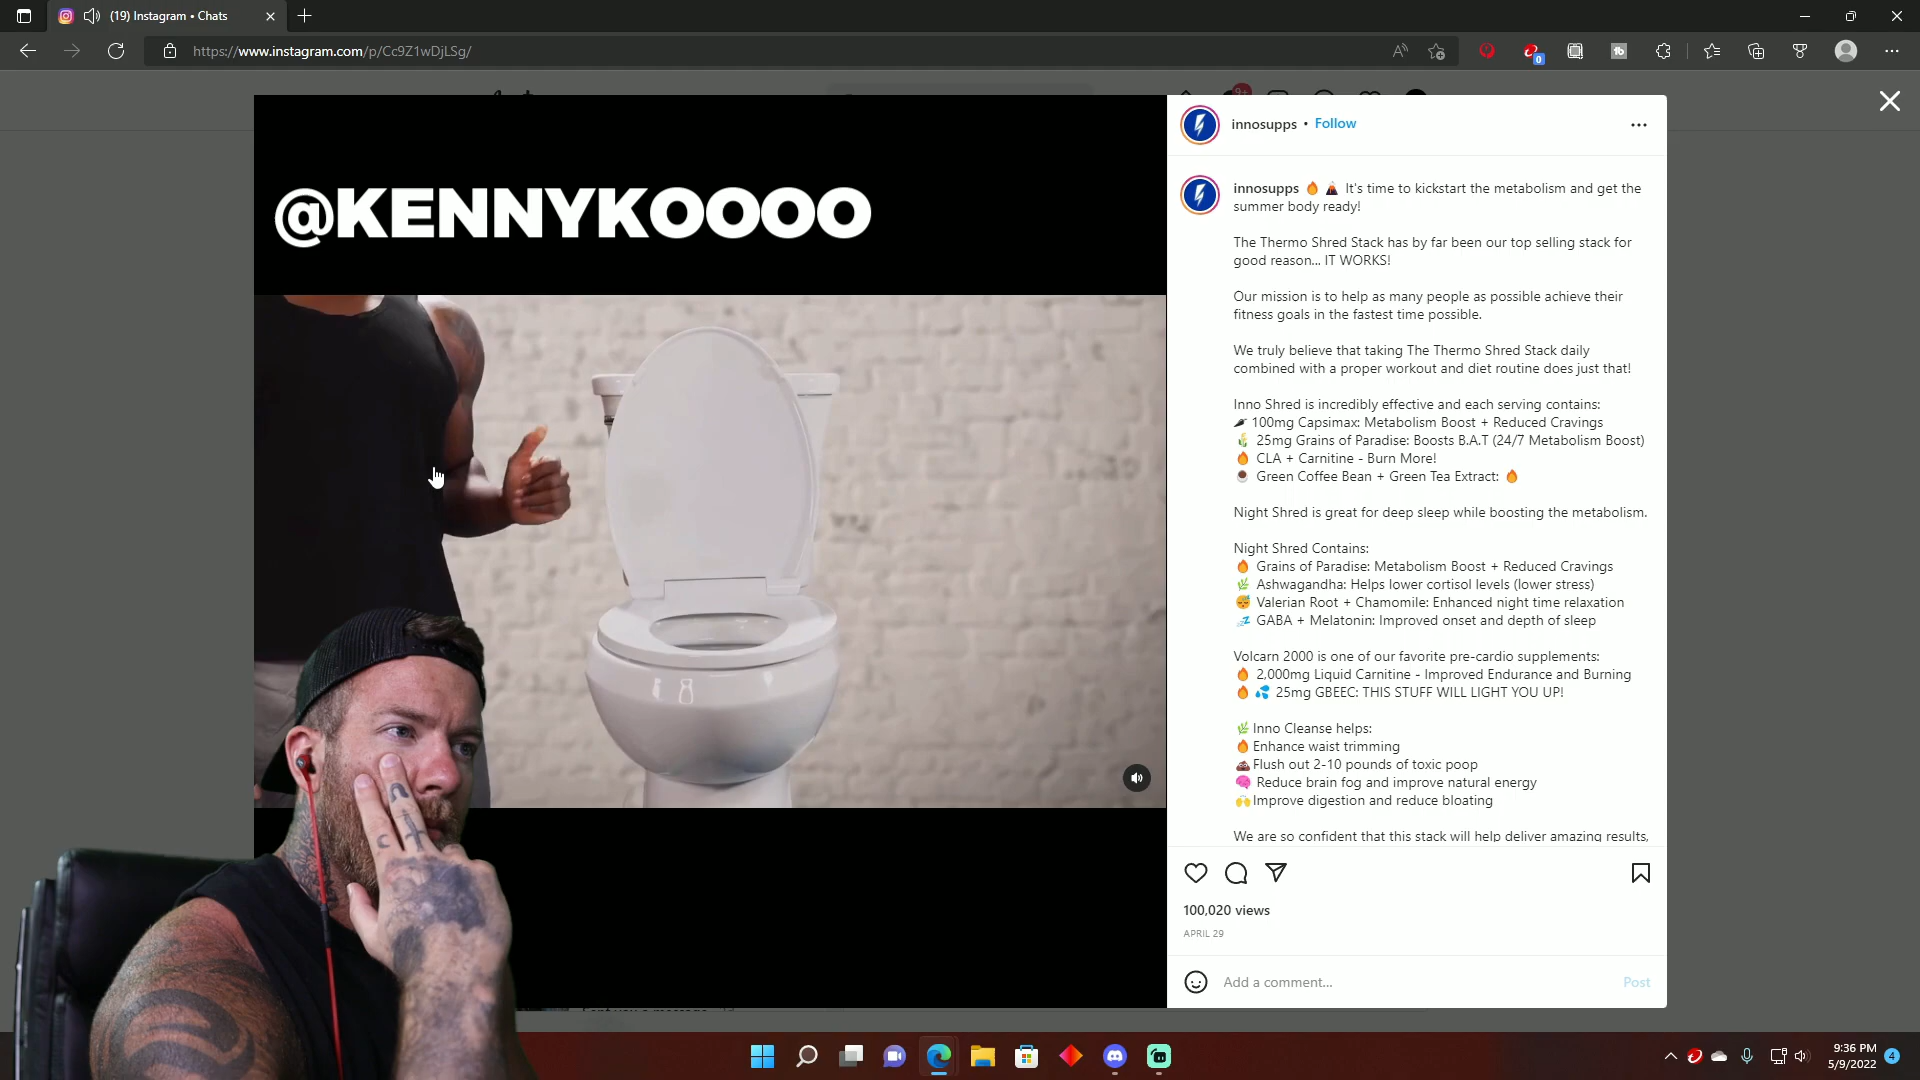 (19) Instagram • Chats
https://www.instagram.com/p/Cc9Z1wDjLSg/
@KENNYKOOOO
innosupps • Follow
innosupps 🔥 🌋 It's time to kickstart the metabolism and get the
summer body ready!
The Thermo Shred Stack has by far been our top selling stack for
good reason... IT WORKS!
Our mission is to help as many people as possible achieve their
fitness goals in the fastest time possible.
We truly believe that taking The Thermo Shred Stack daily
combined with a proper workout and diet routine does just that!
Inno Shred is incredibly effective and each serving contains:
🌶 100mg Capsimax: Metabolism Boost + Reduced Cravings
🌾 25mg Grains of Paradise: Boosts B.A.T (24/7 Metabolism Boost)
🔥 CLA + Carnitine - Burn More!
☕ Green Coffee Bean + Green Tea Extract: 🔥
Night Shred is great for deep sleep while boosting the metabolism.
Night Shred Contains:
🔥 Grains of Paradise: Metabolism Boost + Reduced Cravings
🌿 Ashwagandha: Helps lower cortisol levels (lower stress)
😴 Valerian Root + Chamomile: Enhanced night time relaxation
💤 GABA + Melatonin: Improved onset and depth of sleep
Volcarn 2000 is one of our favorite pre-cardio supplements:
🔥 2,000mg Liquid Carnitine - Improved Endurance and Burning
🔥 💦 25mg GBEEC: THIS STUFF WILL LIGHT YOU UP!
🌿 Inno Cleanse helps:
🔥 Enhance waist trimming
💩 Flush out 2-10 pounds of toxic poop
🧠 Reduce brain fog and improve natural energy
🙌 Improve digestion and reduce bloating
We are so confident that this stack will help deliver amazing results,
100,020 views
APRIL 29
Add a comment...
Post
9:36 PM
5/9/2022
4